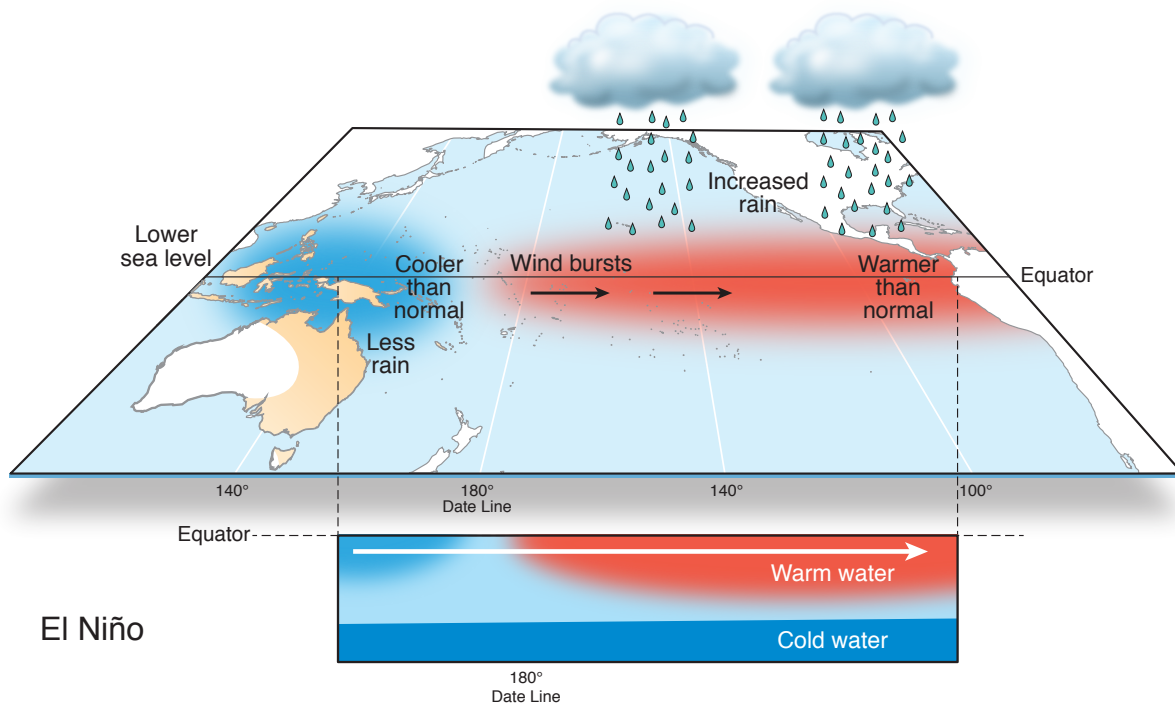 Increased
rain
Lower
sea level
Cooler
than
normal
Wind bursts
Warmer
than
normal
Equator
Less
rain
140°
180°
Date Line
140°
100°
Equator
Warm water
Cold water
El Niño
180°
Date Line